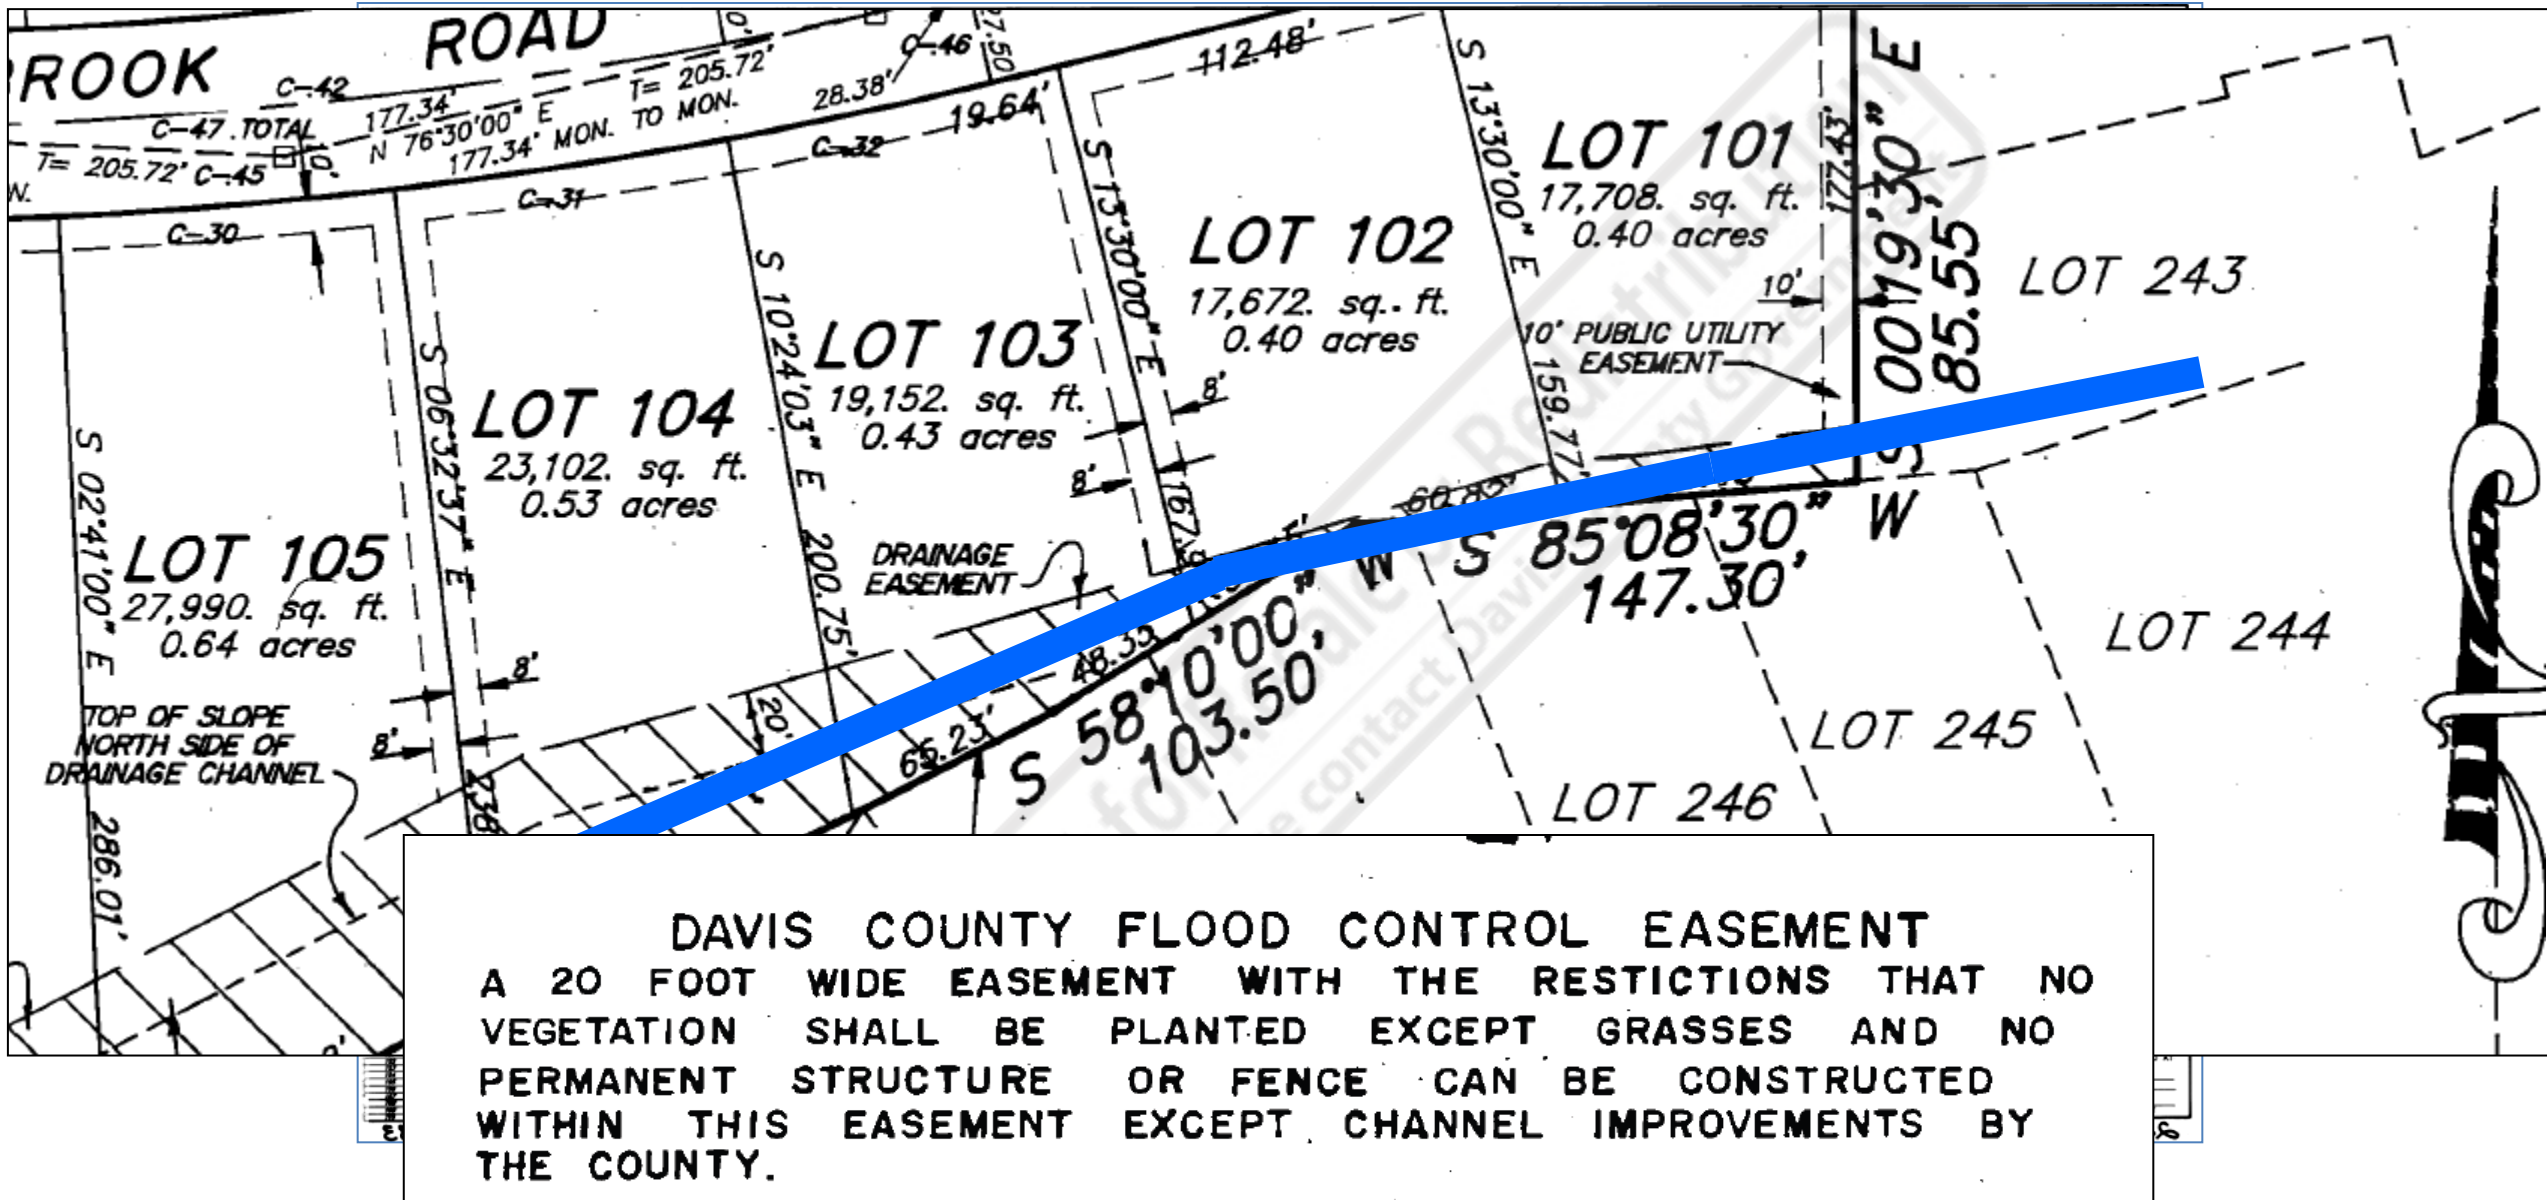 BROOK ROAD
C-42
177.34'
C-47 TOTAL
N 76°30'00" E
177.34' MON. TO MON.
T= 205.72'
T= 205.72'
C-45
28.38'
C-46
27.50
N.
0'
0'
C-30
C-31
C-32
19.64'
112.48'
S 13°30'00" E
S 13°30'00" E
LOT 101
17,708. sq. ft.
0.40 acres
177.43'
10'
10' PUBLIC UTILITY
EASEMENT
159.77'
S 00°19'30" E
85.55'
LOT 243
LOT 102
17,672. sq. ft.
0.40 acres
8'
8'
LOT 103
19,152. sq. ft.
0.43 acres
S 10°24'03" E 200.75'
LOT 104
23,102. sq. ft.
0.53 acres
S 06°32'37" E
LOT 105
27,990. sq. ft.
0.64 acres
S 02°41'00" E 286.01'
8'
8'
TOP OF SLOPE
NORTH SIDE OF
DRAINAGE CHANNEL
DRAINAGE
EASEMENT
20'
65.23'
48.35
60.85'
S 58°10'00" W
103.50'
S 85°08'30" W
147.30'
LOT 244
LOT 245
LOT 246
DAVIS COUNTY FLOOD CONTROL EASEMENT
A 20 FOOT WIDE EASEMENT WITH THE RESTICTIONS THAT NO
VEGETATION SHALL BE PLANTED EXCEPT GRASSES AND NO
PERMANENT STRUCTURE OR FENCE CAN BE CONSTRUCTED
WITHIN THIS EASEMENT EXCEPT CHANNEL IMPROVEMENTS BY
THE COUNTY.